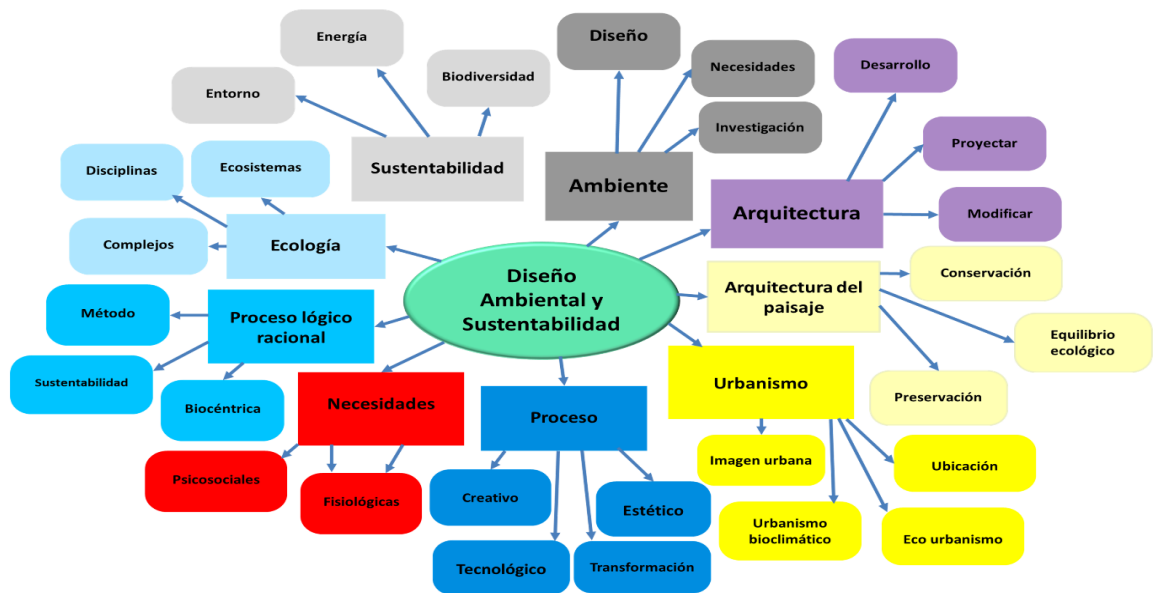 Energía
Diseño
Necesidades
Desarrollo
Biodiversidad
Entorno
Investigación
Proyectar
Sustentabilidad
Ambiente
Disciplinas
Ecosistemas
Arquitectura
Modificar
Complejos
Ecología
Conservación
Diseño
Ambiental y
Sustentabilidad
Arquitectura del
paisaje
Método
Proceso lógico
racional
Equilibrio
ecológico
Sustentabilidad
Biocéntrica
Necesidades
Proceso
Urbanismo
Preservación
Psicosociales
Fisiológicas
Creativo
Estético
Imagen urbana
Ubicación
Urbanismo
bioclimático
Eco urbanismo
Tecnológico
Transformación